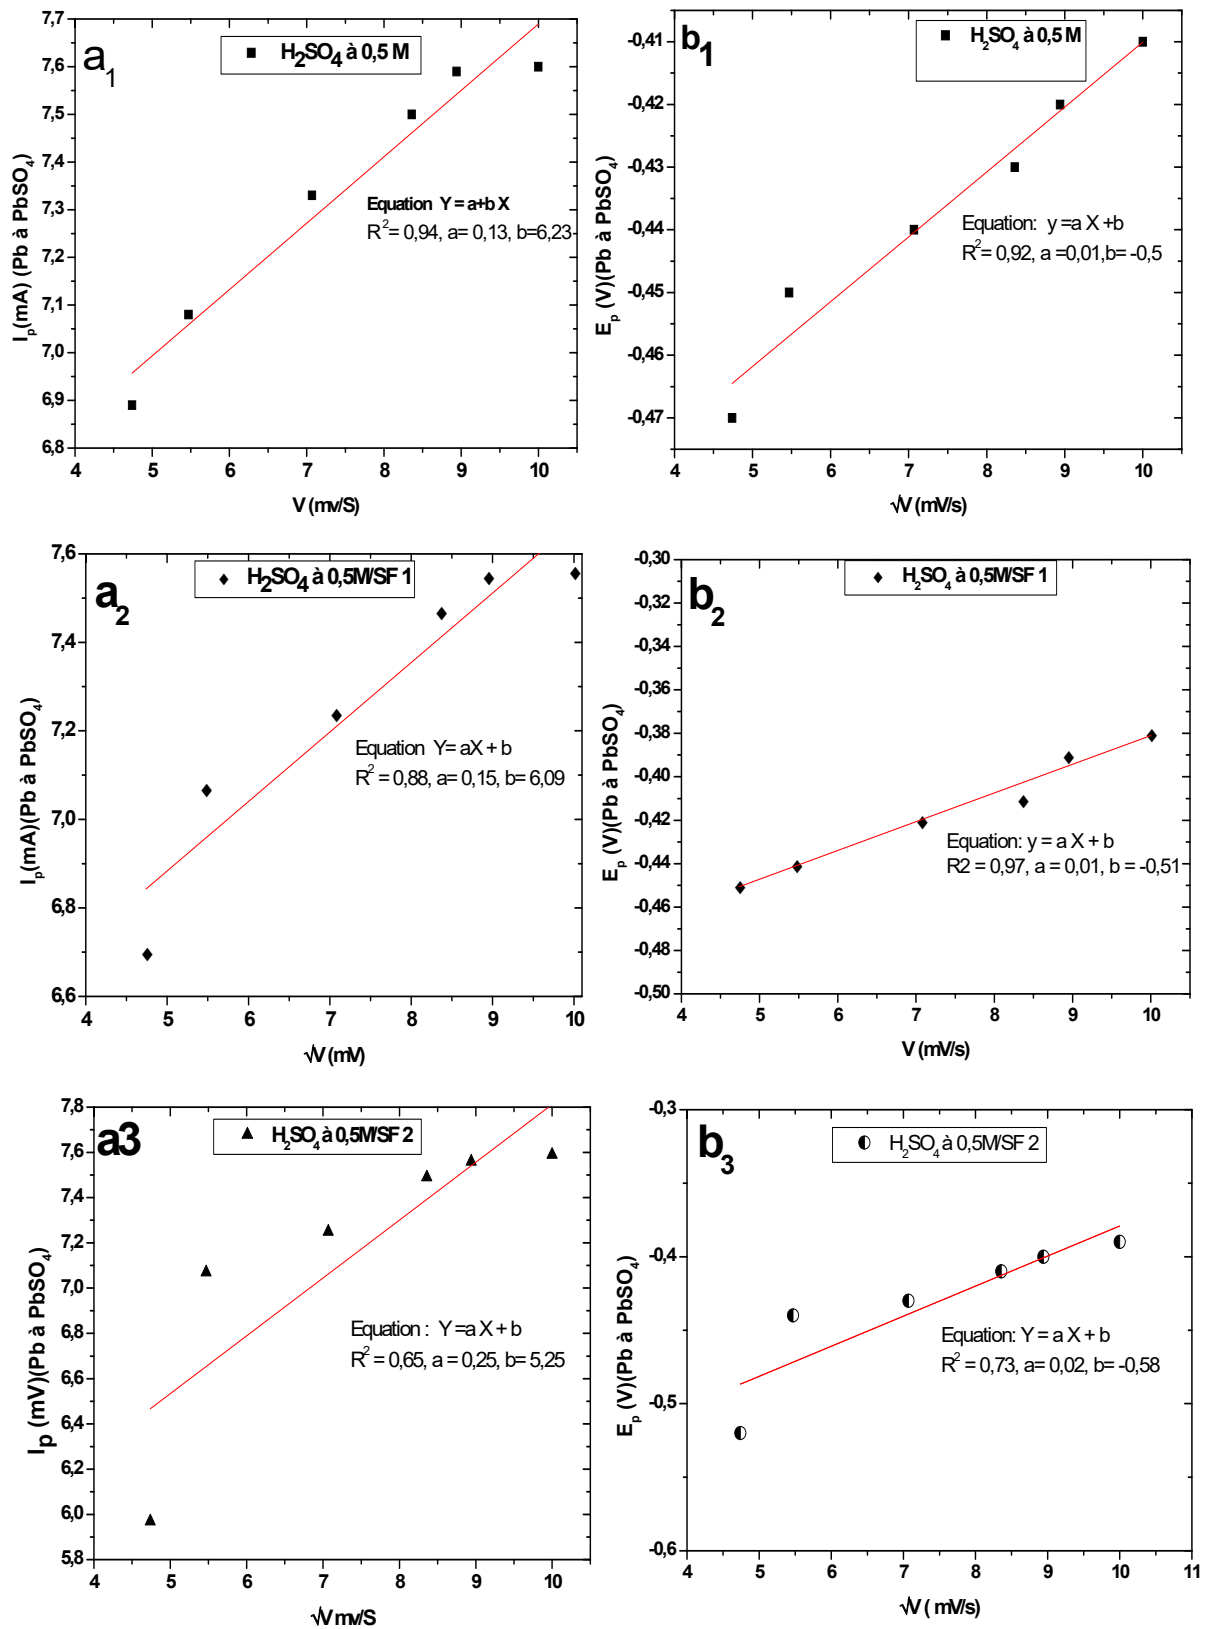 a1
H2SO4 à 0,5 M
7,7
7,6
7,5
7,4
7,3
7,2
7,1
7,0
6,9
6,8
Ip(mA) (Pb à PbSO4)
Equation Y = a+b X
R2= 0,94, a= 0,13, b=6,23
4 5 6 7 8 9 10
V (mv/S)
b1
H2SO4 à 0,5 M
-0,41
-0,42
-0,43
-0,44
-0,45
-0,46
-0,47
Ep (V)(Pb à PbSO4)
Equation: y =a X +b
R2= 0,92, a =0,01,b= -0,5
4 5 6 7 8 9 10
√V (mV/s)
a2
H2SO4 à 0,5M/SF 1
7,6
7,4
7,2
7,0
6,8
6,6
Ip(mA)(Pb à PbSO4)
Equation Y= aX + b
R2 = 0,88, a= 0,15, b= 6,09
4 5 6 7 8 9 10
√V (mV)
b2
H2SO4 à 0,5M/SF 1
-0,30
-0,32
-0,34
-0,36
-0,38
-0,40
-0,42
-0,44
-0,46
-0,48
-0,50
Ep (V)(Pb à PbSO4)
Equation: y = a X + b
R2 = 0,97, a = 0,01, b = -0,51
4 5 6 7 8 9 10
V (mV/s)
a3
H2SO4 à 0,5M/SF 2
7,8
7,6
7,4
7,2
7,0
6,8
6,6
6,4
6,2
6,0
5,8
Ip (mV)(Pb à PbSO4)
Equation : Y =a X + b
R2 = 0,65, a = 0,25, b= 5,25
4 5 6 7 8 9 10
√V mv/S
b3
H2SO4 à 0,5M/SF 2
-0,3
-0,4
-0,5
-0,6
Ep (V)(Pb à PbSO4)
Equation: Y = a X + b
R2 = 0,73, a= 0,02, b= -0,58
4 5 6 7 8 9 10 11
√V ( mV/s)